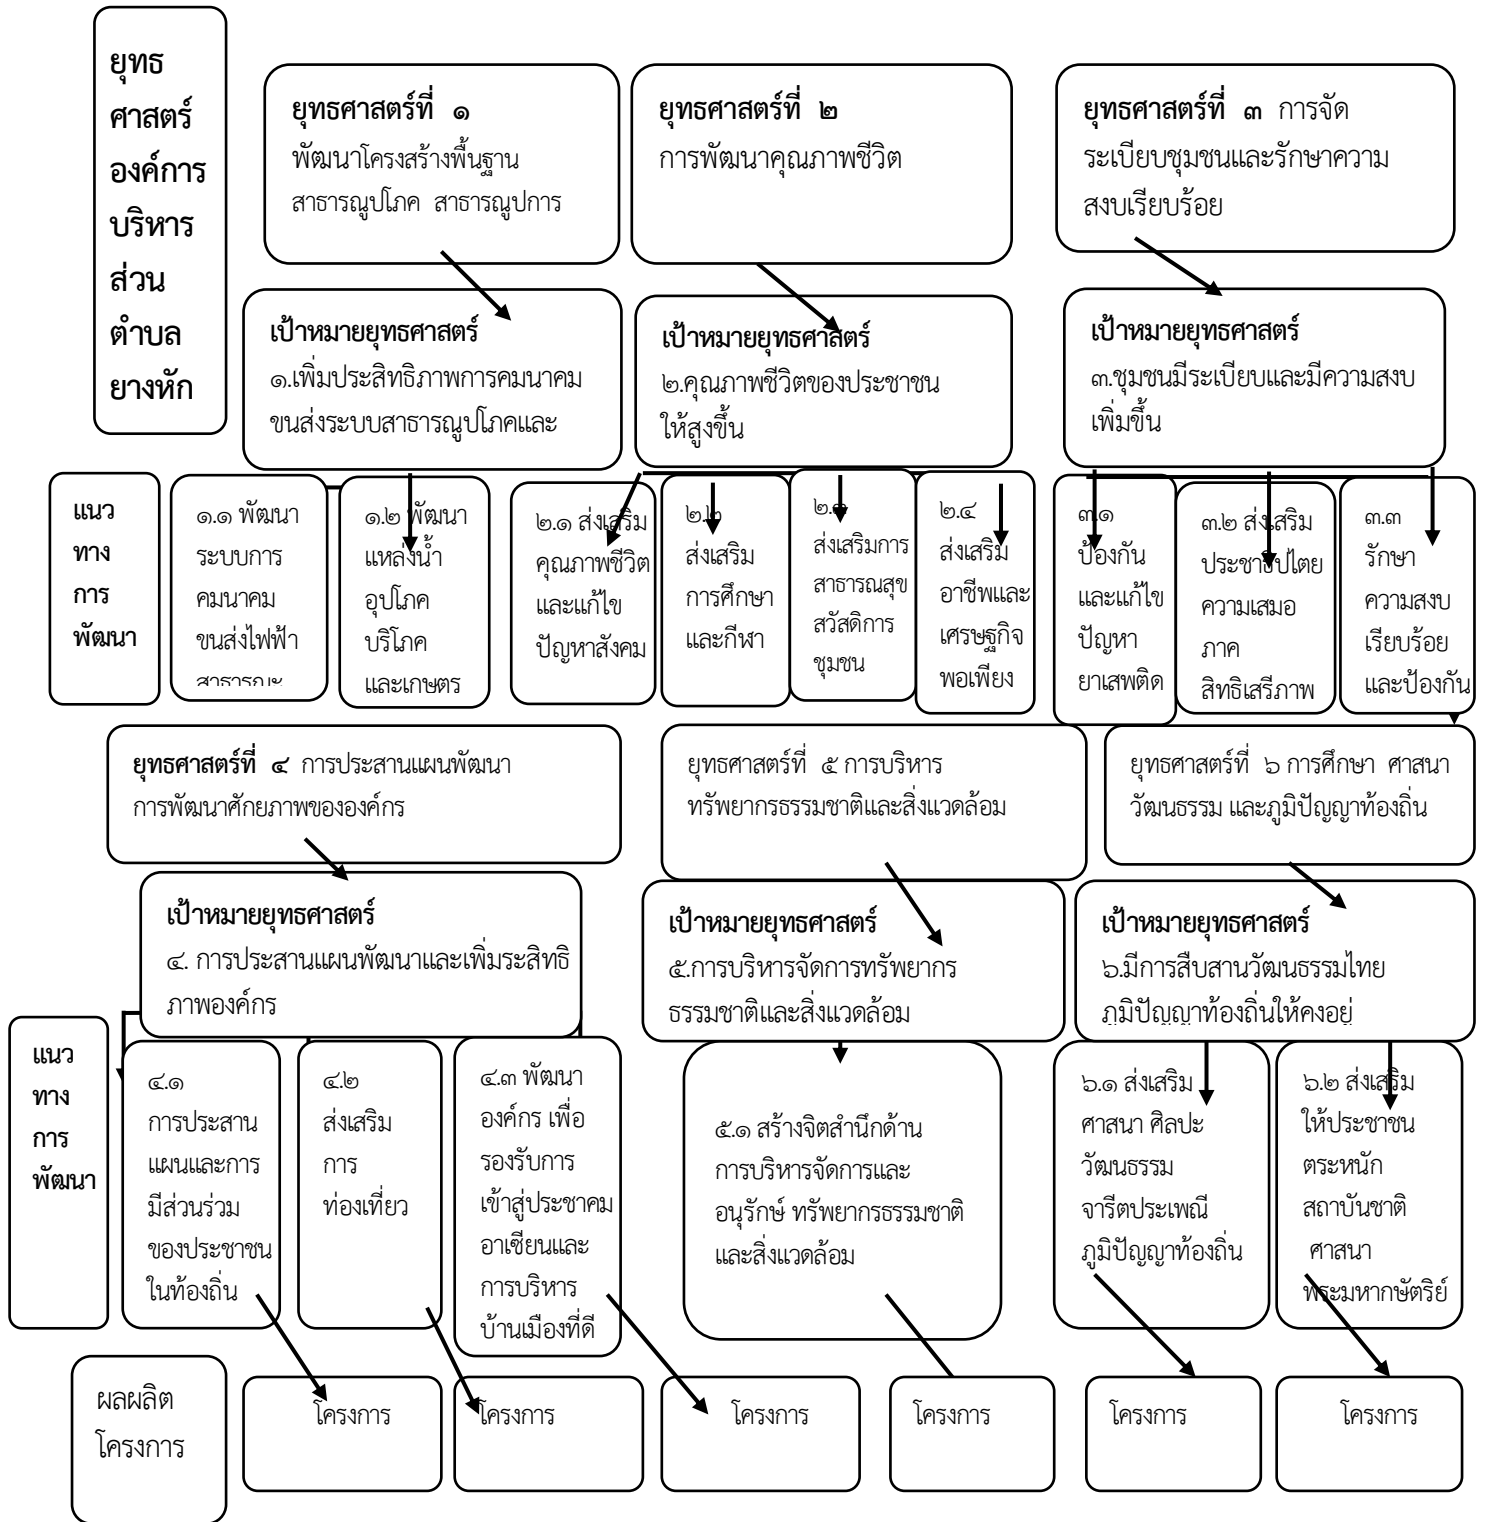 ยุทธ
ศาสตร์
องค์การ
บริหาร
ส่วน
ตำบล
ยางหัก
ยุทธศาสตร์ที่ ๑
พัฒนาโครงสร้างพื้นฐาน
สาธารณูปโภค สาธารณูปการ
ยุทธศาสตร์ที่ ๒
การพัฒนาคุณภาพชีวิต
ยุทธศาสตร์ที่ ๓ การจัด
ระเบียบชุมชนและรักษาความ
สงบเรียบร้อย
เป้าหมายยุทธศาสตร์
๑.เพิ่มประสิทธิภาพการคมนาคม
ขนส่งระบบสาธารณูปโภคและ
เป้าหมายยุทธศาสตร์
๒.คุณภาพชีวิตของประชาชน
ให้สูงขึ้น
เป้าหมายยุทธศาสตร์
๓.ชุมชนมีระเบียบและมีความสงบ
เพิ่มขึ้น
แนว
ทาง
การ
พัฒนา
๑.๑ พัฒนา
ระบบการ
คมนาคม
ขนส่งไฟฟ้า
สาธารณะ
๑.๒ พัฒนา
แหล่งน้ำ
อุปโภค
บริโภค
และเกษตร
๒.๑ ส่งเสริม
คุณภาพชีวิต
และแก้ไข
ปัญหาสังคม
๒.๒
ส่งเสริม
การศึกษา
และกีฬา
๒.๓
ส่งเสริมการ
สาธารณสุข
สวัสดิการ
ชุมชน
๒.๔
ส่งเสริม
อาชีพและ
เศรษฐกิจ
พอเพียง
๓.๑
ป้องกัน
และแก้ไข
ปัญหา
ยาเสพติด
๓.๒ ส่งเสริม
ประชาธิปไตย
ความเสมอ
ภาค
สิทธิเสรีภาพ
๓.๓
รักษา
ความสงบ
เรียบร้อย
และป้องกัน
ยุทธศาสตร์ที่ ๔ การประสานแผนพัฒนา
การพัฒนาศักยภาพขององค์กร
ยุทธศาสตร์ที่ ๕ การบริหาร
ทรัพยากรธรรมชาติและสิ่งแวดล้อม
ยุทธศาสตร์ที่ ๖ การศึกษา ศาสนา
วัฒนธรรม และภูมิปัญญาท้องถิ่น
เป้าหมายยุทธศาสตร์
๔. การประสานแผนพัฒนาและเพิ่มระสิทธิ
ภาพองค์กร
เป้าหมายยุทธศาสตร์
๕.การบริหารจัดการทรัพยากร
ธรรมชาติและสิ่งแวดล้อม
เป้าหมายยุทธศาสตร์
๖.มีการสืบสานวัฒนธรรมไทย
ภูมิปัญญาท้องถิ่นให้คงอยู่
แนว
ทาง
การ
พัฒนา
๔.๑
การประสาน
แผนและการ
มีส่วนร่วม
ของประชาชน
ในท้องถิ่น
๔.๒
ส่งเสริม
การ
ท่องเที่ยว
๔.๓ พัฒนา
องค์กร เพื่อ
รองรับการ
เข้าสู่ประชาคม
อาเซียนและ
การบริหาร
บ้านเมืองที่ดี
๕.๑ สร้างจิตสำนึกด้าน
การบริหารจัดการและ
อนุรักษ์ ทรัพยากรธรรมชาติ
และสิ่งแวดล้อม
๖.๑ ส่งเสริม
ศาสนา ศิลปะ
วัฒนธรรม
จารีตประเพณี
ภูมิปัญญาท้องถิ่น
๖.๒ ส่งเสริม
ให้ประชาชน
ตระหนัก
สถาบันชาติ
ศาสนา
พระมหากษัตริย์
ผลผลิต
โครงการ
โครงการ
โครงการ
โครงการ
โครงการ
โครงการ
โครงการ